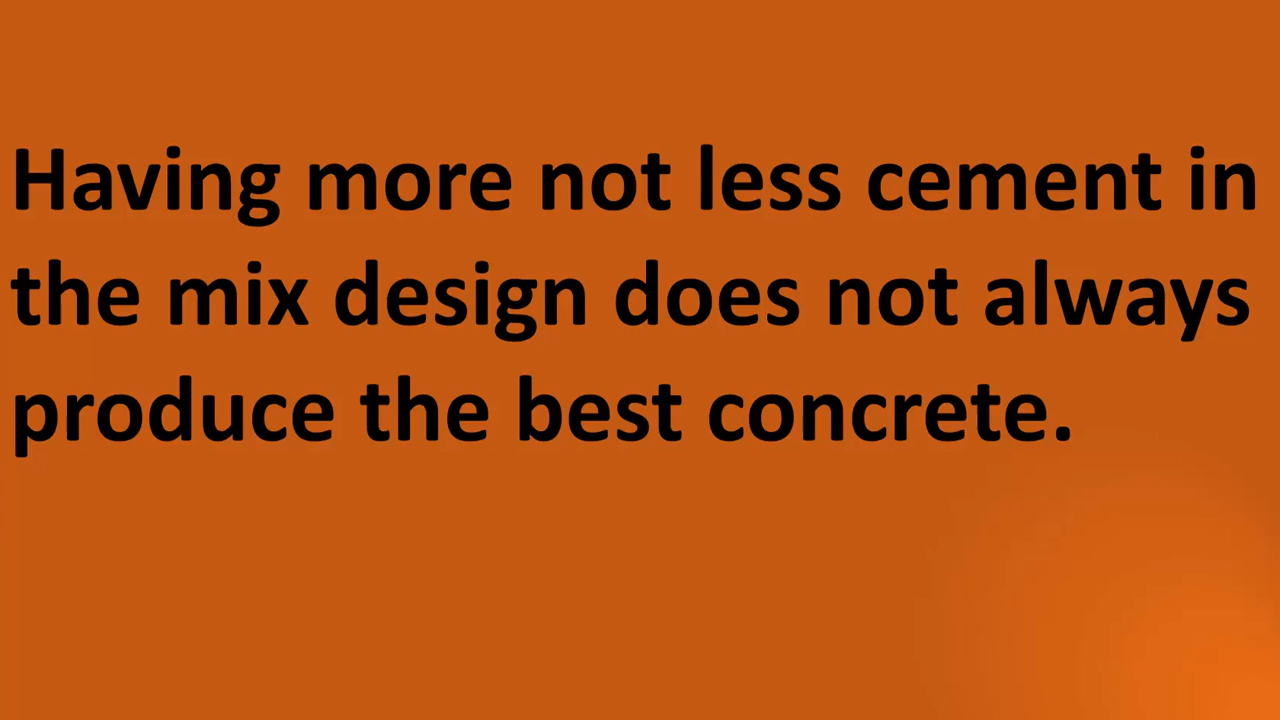 Having more not less cement in
the mix design does not always
produce the best concrete.